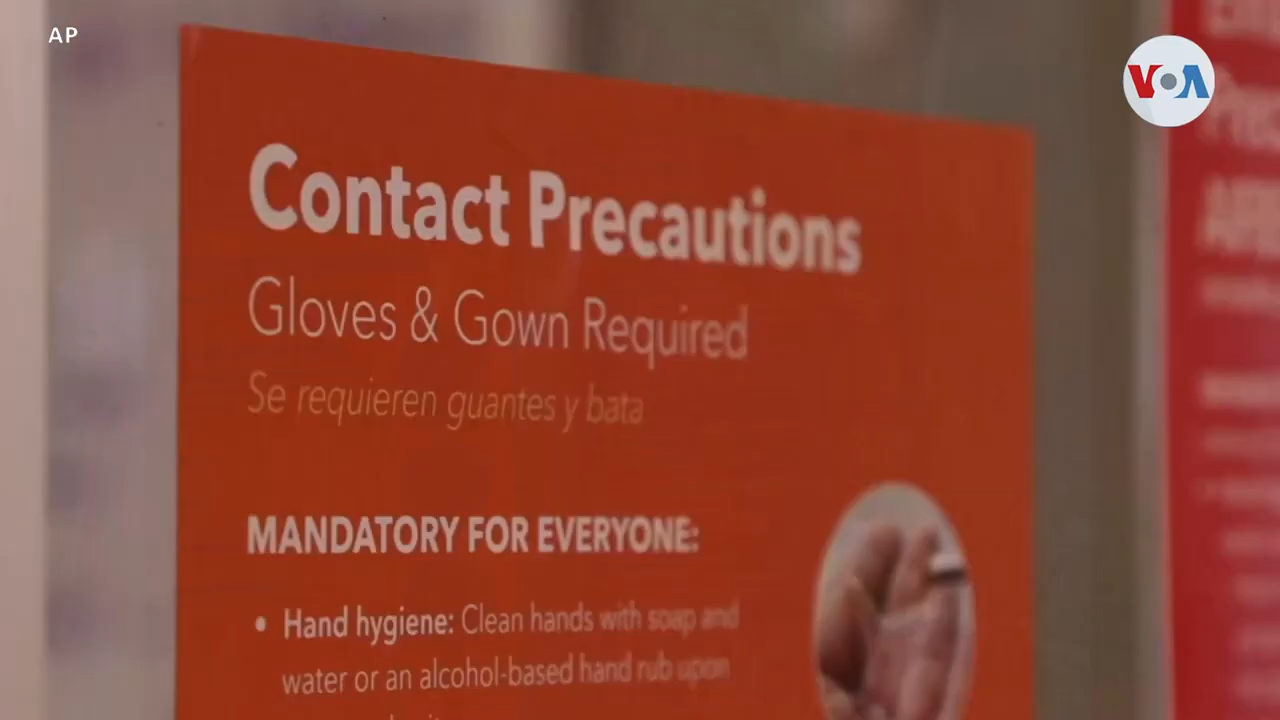 AP
VOA
Contact Precautions
Gloves & Gown Required
Se requieren guantes y bata
MANDATORY FOR EVERYONE:
• Hand hygiene: Clean hands with soap and
water or an alcohol-based hand rub upon